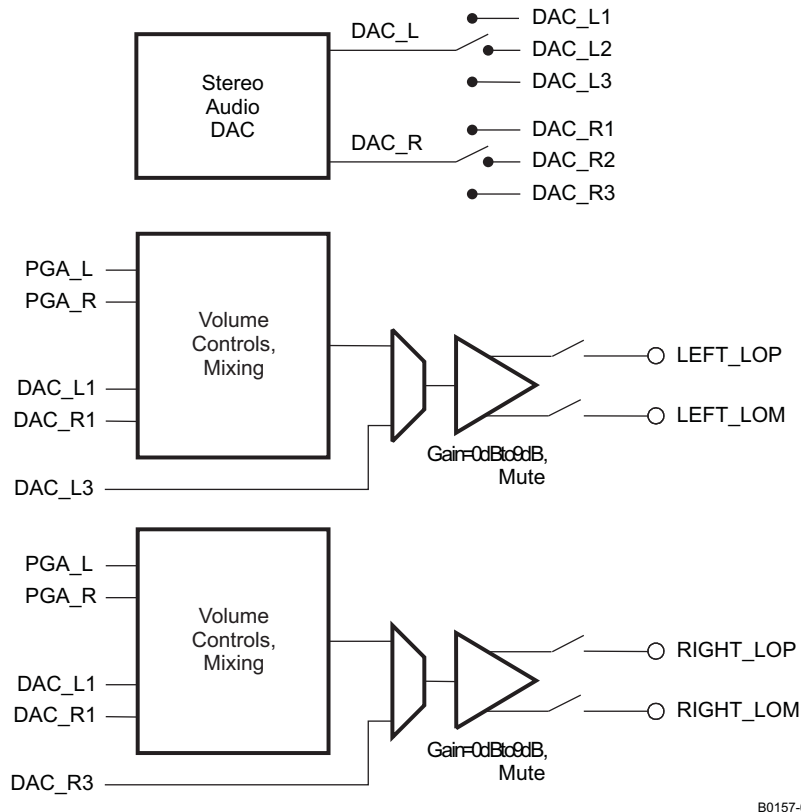 DAC_L
DAC_L1
DAC_L2
DAC_L3
Stereo
Audio
DAC
DAC_R
DAC_R1
DAC_R2
DAC_R3
PGA_L
PGA_R
DAC_L1
DAC_R1
DAC_L3
Volume
Controls,
Mixing
Gain=0dBto9dB,
Mute
LEFT_LOP
LEFT_LOM
PGA_L
PGA_R
DAC_L1
DAC_R1
DAC_R3
Volume
Controls,
Mixing
Gain=0dBto9dB,
Mute
RIGHT_LOP
RIGHT_LOM